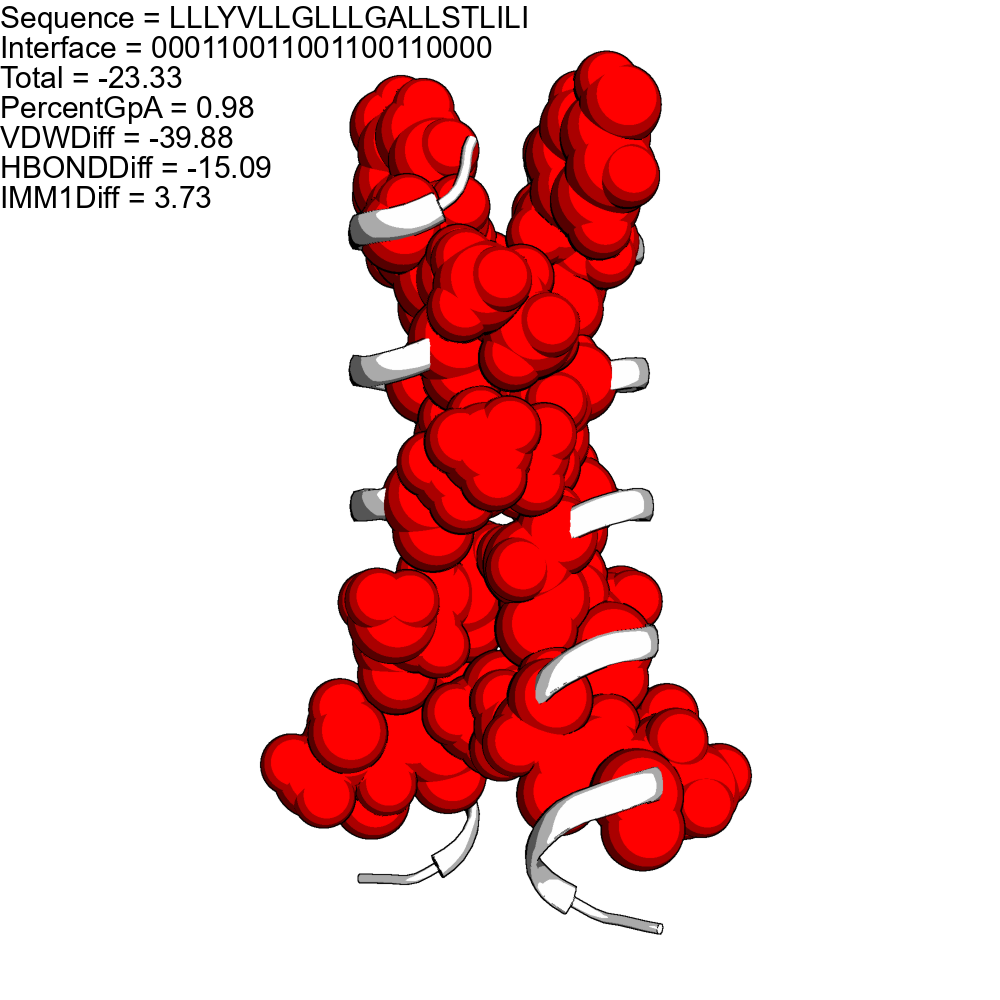 Sequence = LLLYVLLGLLLGALLSTLILI
Interface = 000110011001100110000
Total = -23.33
PercentGpA = 0.98
VDWDiff = -39.88
HBONDDiff = -15.09
IMM1Diff = 3.73